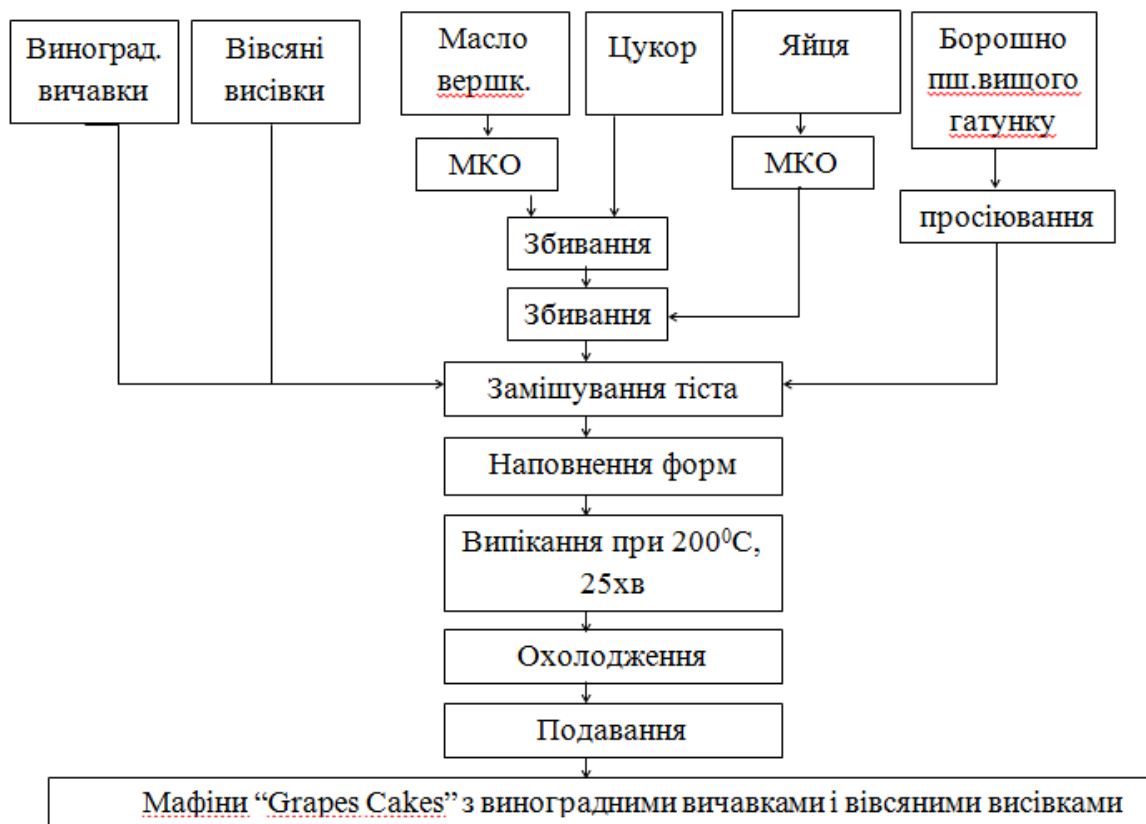 Виноград.
вичавки
Вівсяні
висівки
Масло
вершк.
Цукор
Яйця
Борошно
пш.вищого
гатунку
МКО
МКО
просіювання
Збивання
Збивання
Замішування тіста
Наповнення форм
Випікання при 200⁰С,
25хв
Охолодження
Подавання
Мафіни “Grapes Cakes” з виноградними вичавками і вівсяними висівками